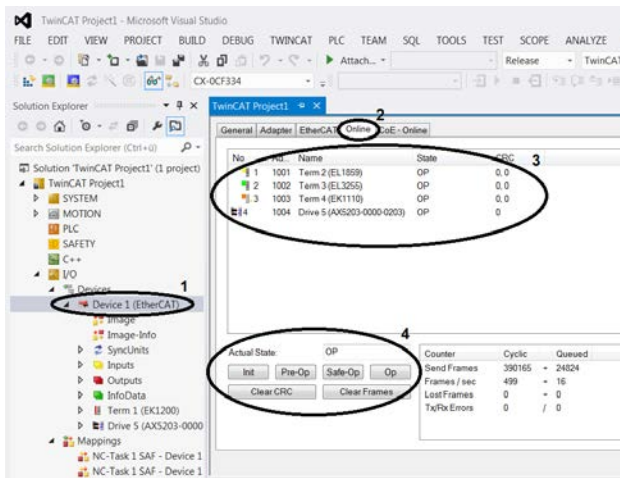 TwinCAT Project1 - Microsoft Visual Studio
FILE EDIT VIEW PROJECT BUILD DEBUG TWINCAT PLC TEAM SQL TOOLS TEST SCOPE ANALYZE
Attach... Release TwinCAT
CX-0CF334
Solution Explorer
TwinCAT Project1
2
General Adapter EtherCAT Online CoE - Online
Search Solution Explorer (Ctrl+ü)
Solution 'TwinCAT Project1' (1 project)
TwinCAT Project1
SYSTEM
MOTION
PLC
SAFETY
C++
I/O
Devices
1
Device 1 (EtherCAT)
Image
Image-Info
SyncUnits
Inputs
Outputs
InfoData
Term 1 (EK1200)
Drive 5 (AX5203-0000
Mappings
NC-Task 1 SAF - Device 1
NC-Task 1 SAF - Device 1
No Ad... Name State CRC
3
1 1001 Term 2 (EL1859) OP 0, 0
2 1002 Term 3 (EL3255) OP 0, 0
3 1003 Term 4 (EK1110) OP 0, 0
4 1004 Drive 5 (AX5203-0000-0203) OP 0
4
Actual State: OP
Init Pre-Op Safe-Op Op
Clear CRC Clear Frames
Counter Cyclic Queued
Send Frames 390165 + 24824
Frames / sec 499 + 16
Lost Frames 0 + 0
Tx/Rx Errors 0 / 0